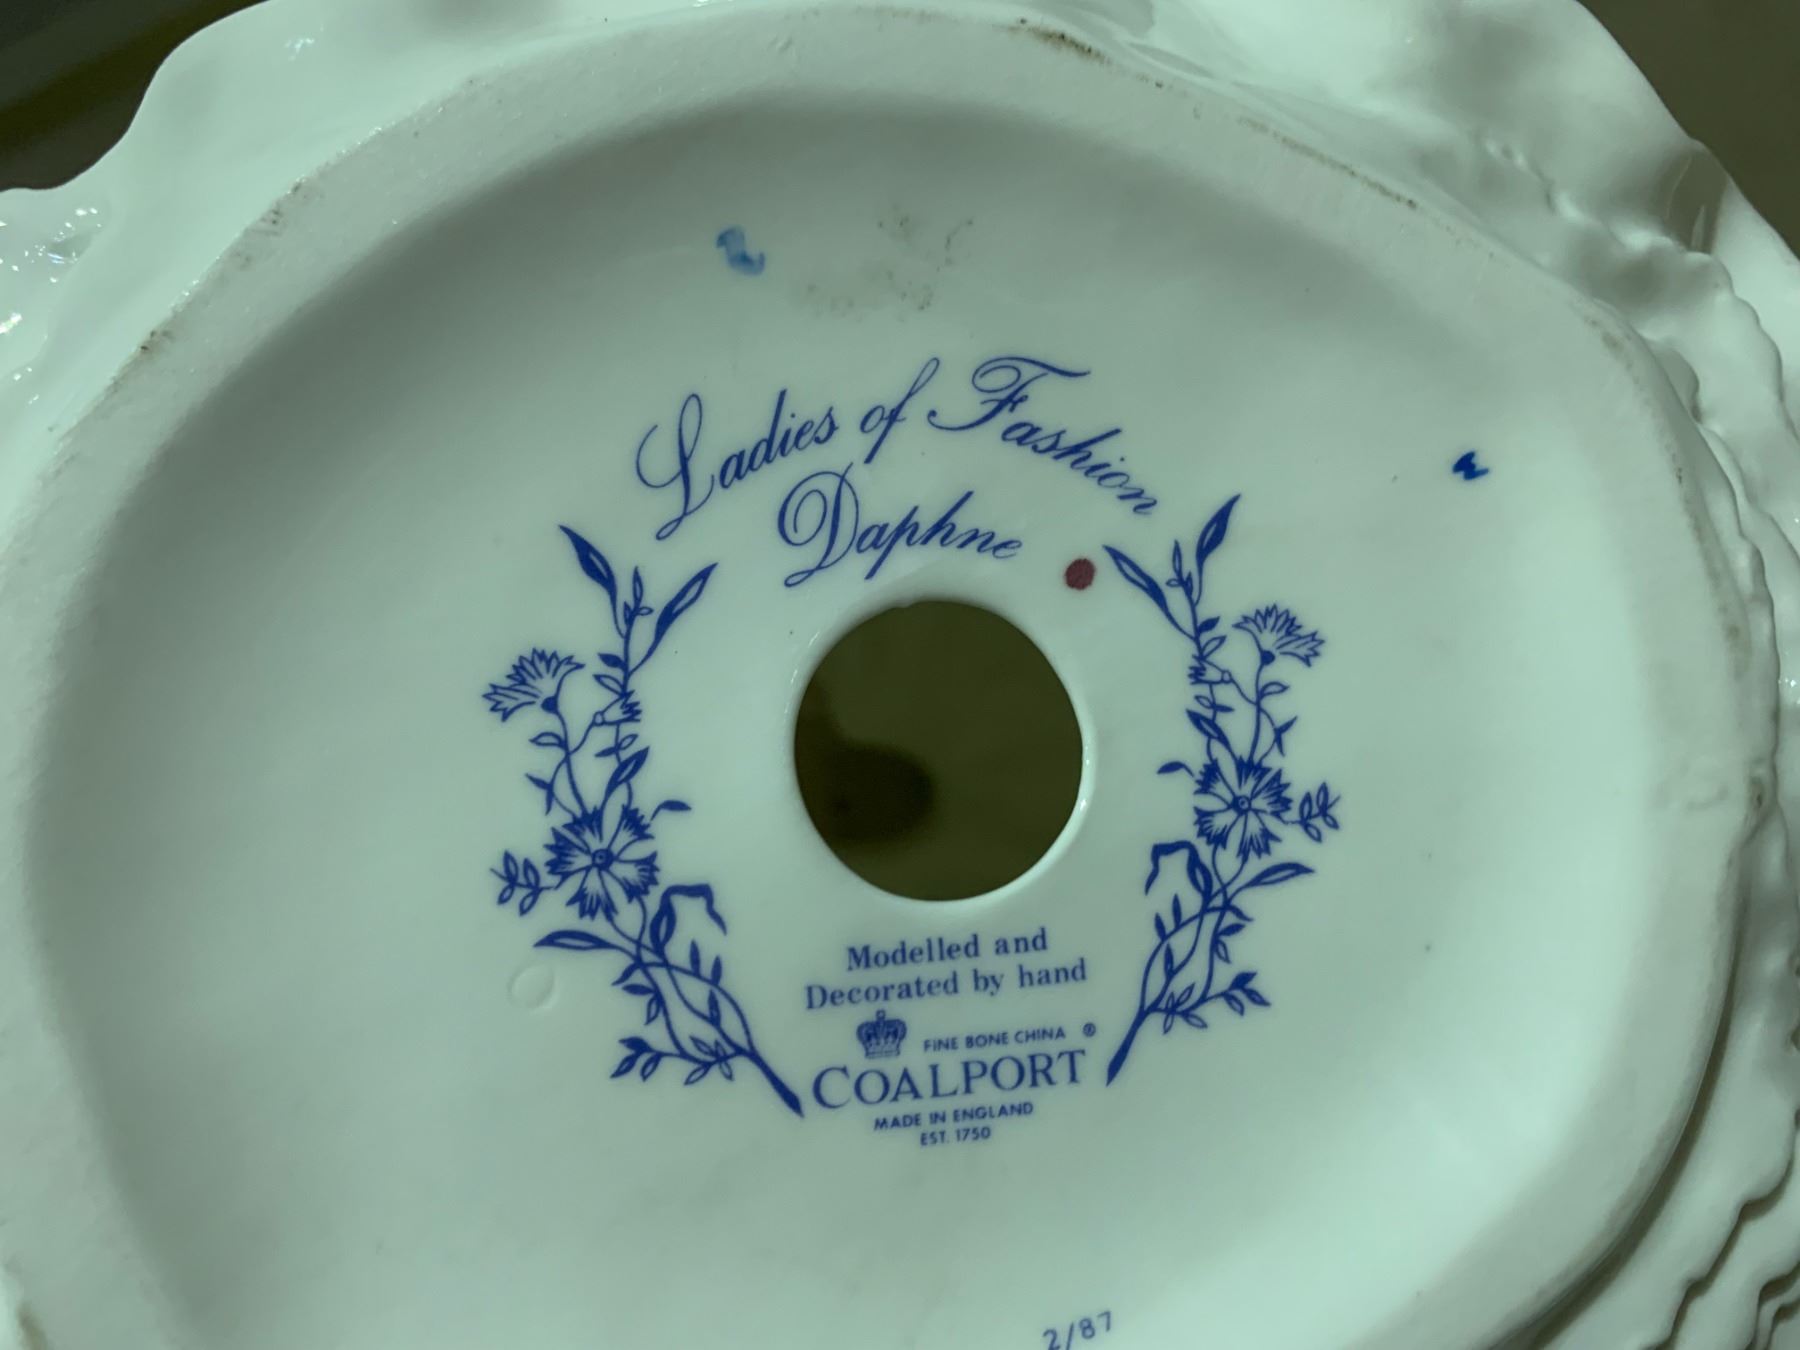 Ladies of Fashion
Daphne
Modelled and
Decorated by hand
FINE BONE CHINA ®
COALPORT
MADE IN ENGLAND
EST. 1750
2/87